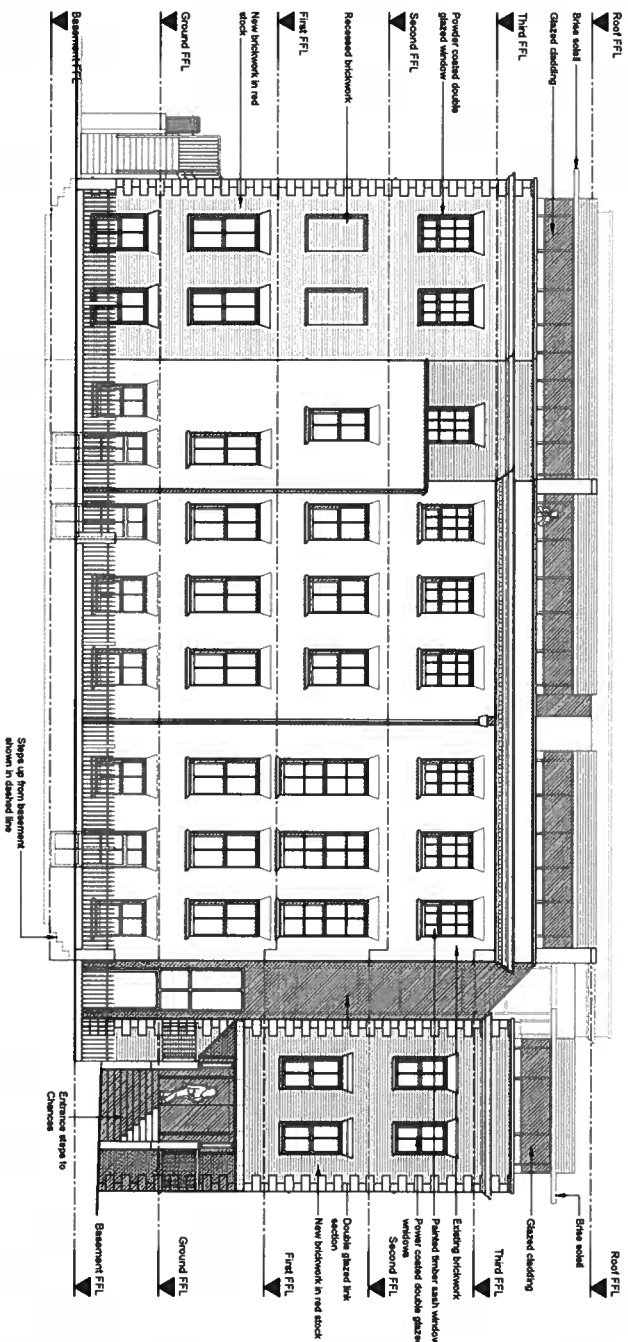 Roof FFL
Brise soleil
Glazed cladding
Third FFL
Powder coated double
glazed window
Second FFL
Recessed brickwork
First FFL
New brickwork in red
stock
Ground FFL
Basement FFL
Steps up from basement
shown in dashed line
Roof FFL
Brise soleil
Glazed cladding
Third FFL
Existing brickwork
Painted timber sash window
Power coated double glazed
windows
Second FFL
Double glazed link
section
New brickwork in red stock
First FFL
Ground FFL
Entrance steps to
Chances
Basement FFL